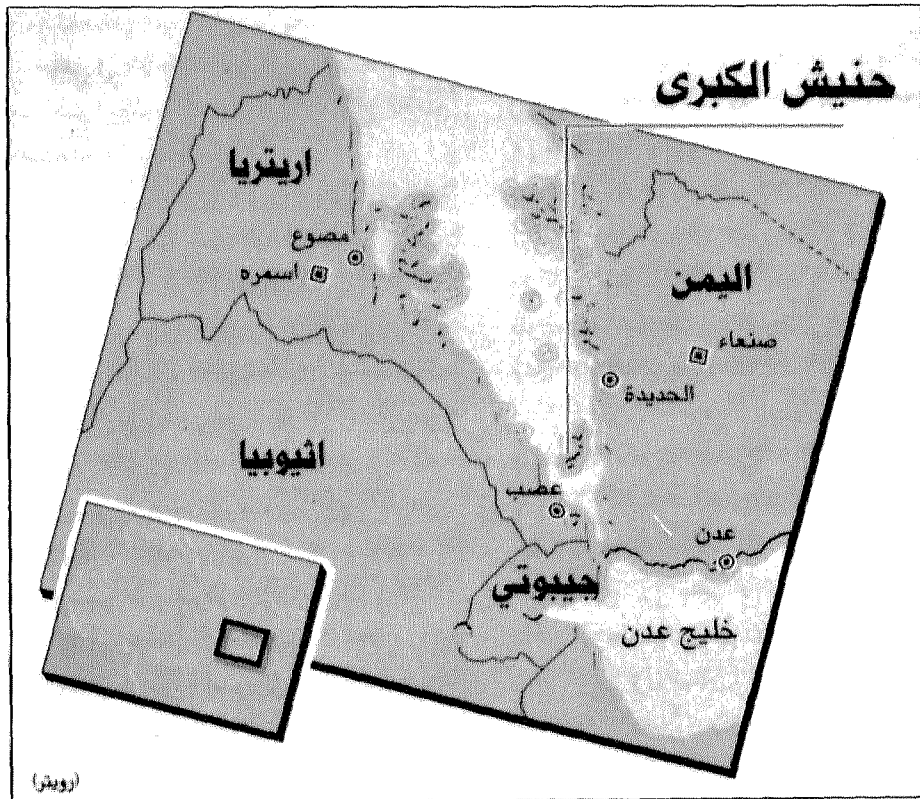 حنيش الكبرى
اريتريا
مصوع
اسمره
اليمن
صنعاء
الحديدة
اثيوبيا
عصب
عدن
جيبوتي
خليج عدن
(رويتر)